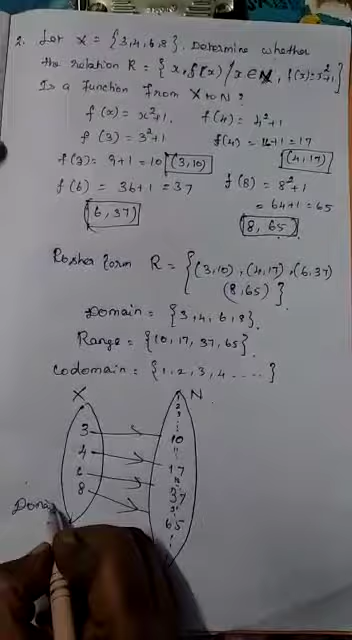 2. Let X = {3,4,6,8}. Determine whether
the relation R = {x, f(x) / x ∈ X, f(x) = x²+1}
Is a function from X to N?
f(x) = x²+1. f(4) = 4²+1
f(3) = 3²+1 f(4) = 16+1 = 17
f(3) = 9+1 = 10 (3,10) (4,17)
f(6) = 36+1 = 37 f(8) = 8²+1
= 64+1 = 65
(6,37) (8,65)
Rosher form R = {(3,10), (4,17), (6,37)
(8,65)}
Domain = {3,4,6,8}.
Range = {10,17,37,65}
Codomain = {1,2,3,4 .....}
X N
1
2
3
3 10
4 17
6 37
8 65
Domai